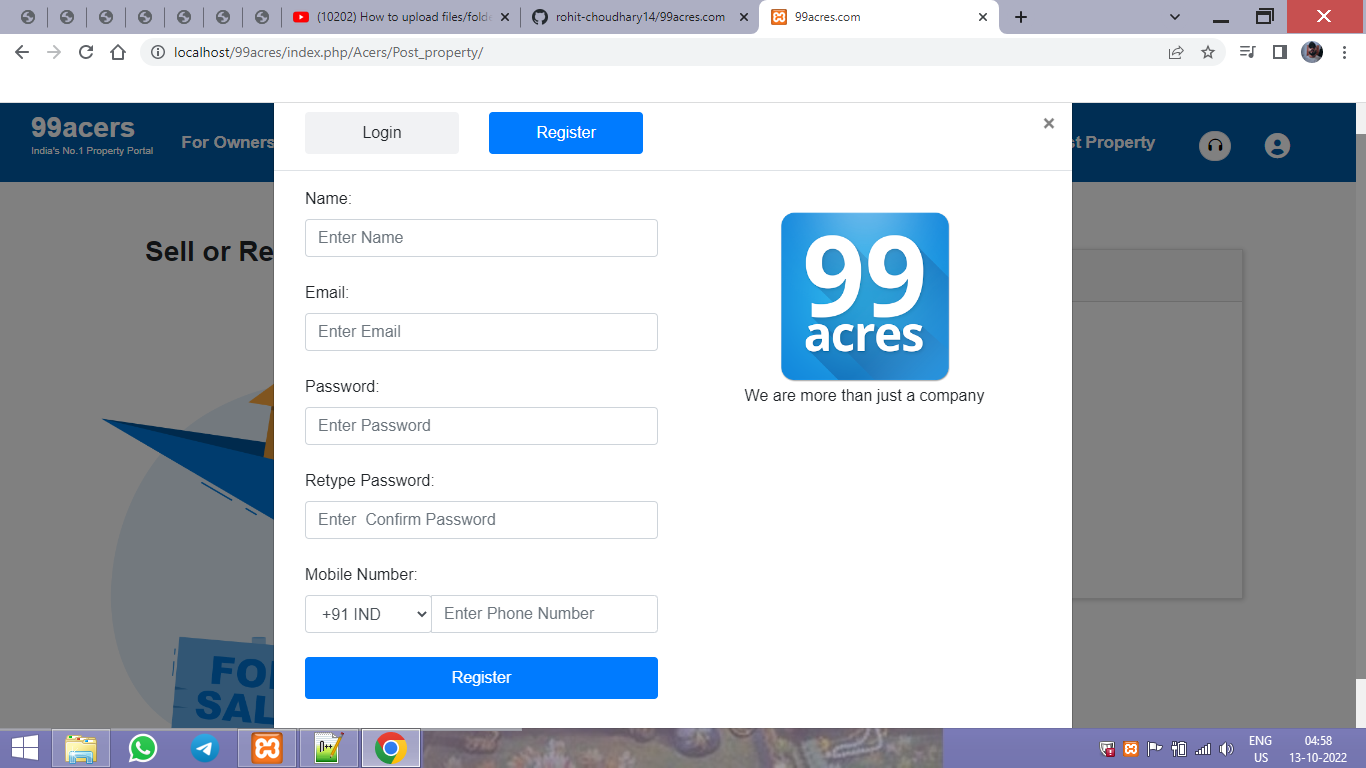 (10202) How to upload files/folde
rohit-choudhary14/99acres.com
99acres.com
localhost/99acres/index.php/Acers/Post_property/
99acers
India's No.1 Property Portal
For Owners
st Property
Login
Register
×
Sell or Re
Name:
Enter Name
Email:
Enter Email
Password:
Enter Password
Retype Password:
Enter  Confirm Password
Mobile Number:
+91 IND
Enter Phone Number
Register
99
acres
We are more than just a company
FO
SAL
ENG
US
04:58
13-10-2022